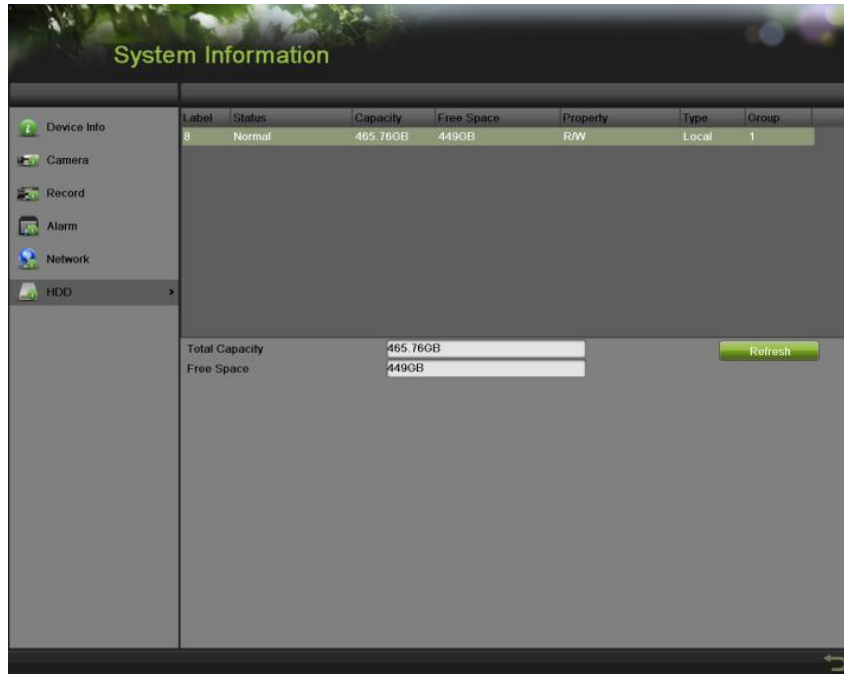 System Information
Device Info
Camera
Record
Alarm
Network
HDD
Label Status Capacity Free Space Property Type Group
8 Normal 465.76GB 449GB R/W Local 1
Total Capacity 465.76GB
Free Space 449GB
Refresh